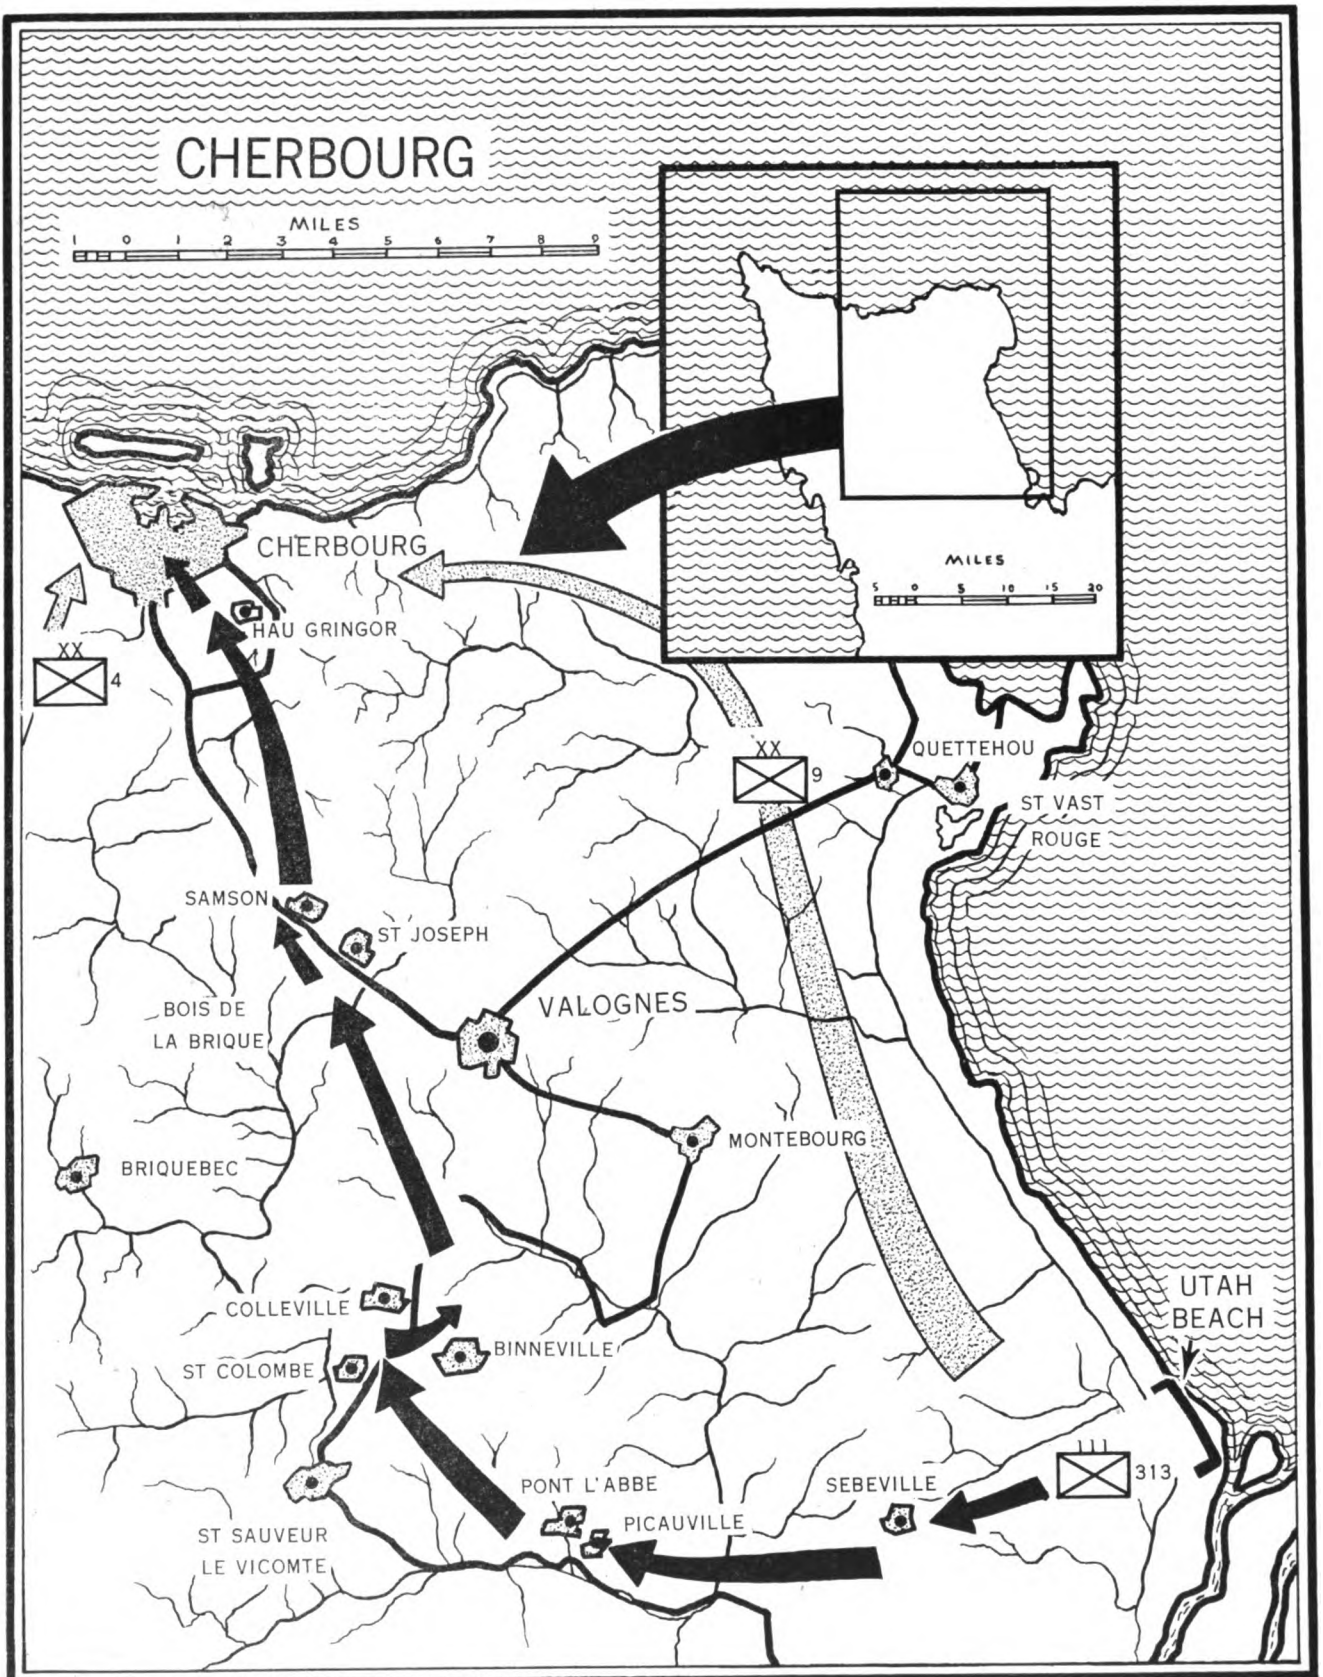 CHERBOURG
MILES
1 0 1 2 3 4 5 6 7 8 9
MILES
5 0 5 10 15 20
CHERBOURG
HAU GRINGOR
XX
4
XX
9
QUETTEHOU
ST VAST
ROUGE
SAMSON
ST JOSEPH
VALOGNES
BOIS DE
LA BRIQUE
MONTEBOURG
BRIQUEBEC
UTAH
BEACH
COLLEVILLE
BINNEVILLE
ST COLOMBE
III
313
PONT L'ABBE
SEBEVILLE
PICAUVILLE
ST SAUVEUR
LE VICOMTE